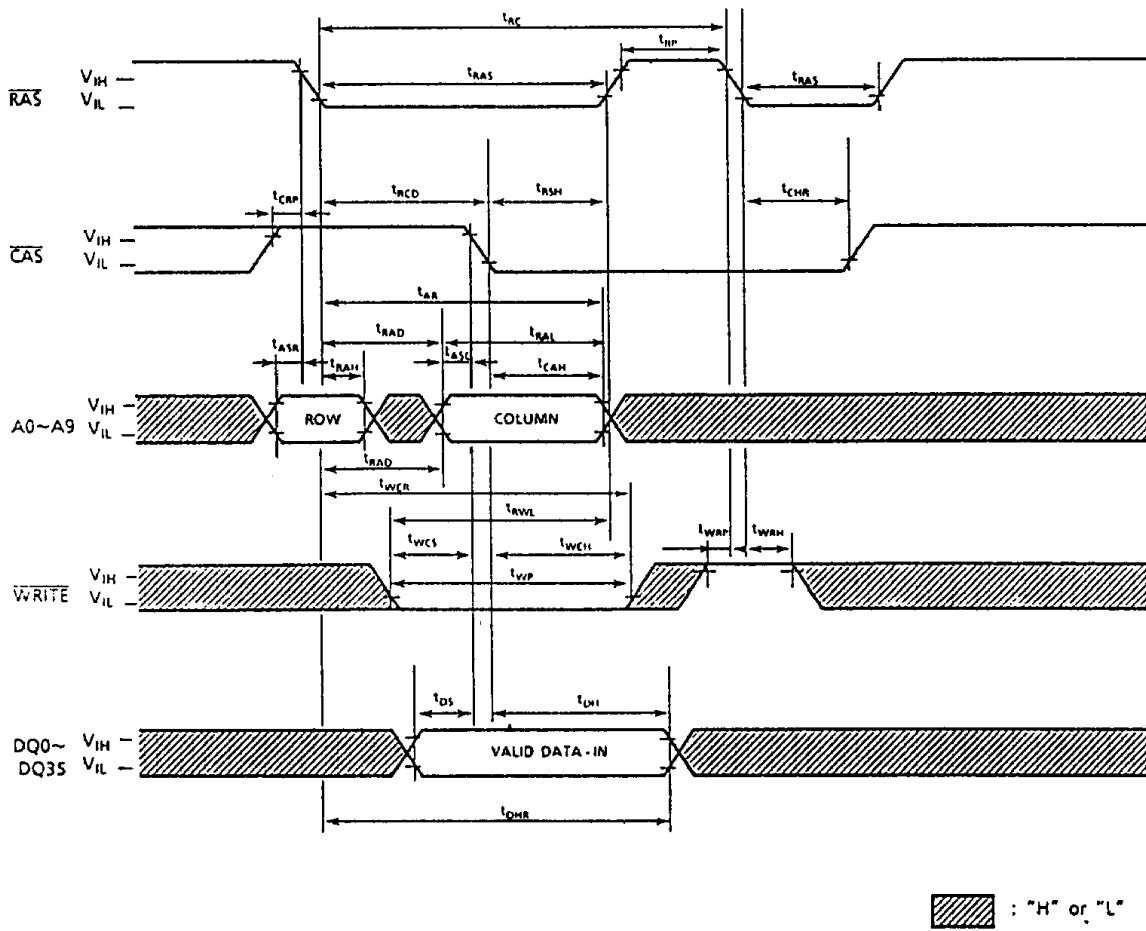 tRC
tRP
tRAS
tRAS
RAS
VIH
VIL
tCRP
tRCD
tRSH
tCHR
CAS
VIH
VIL
tAR
tRAD
tRAL
tASR
tRAH
tASC
tCAH
A0~A9
VIH
VIL
ROW
COLUMN
tRAD
tWCR
tRWL
tWCS
tWCH
tWRP
tWRH
tWP
WRITE
VIH
VIL
tDS
tDH
DQ0~
DQ35
VIH
VIL
VALID DATA-IN
tDHR
: "H" or "L"